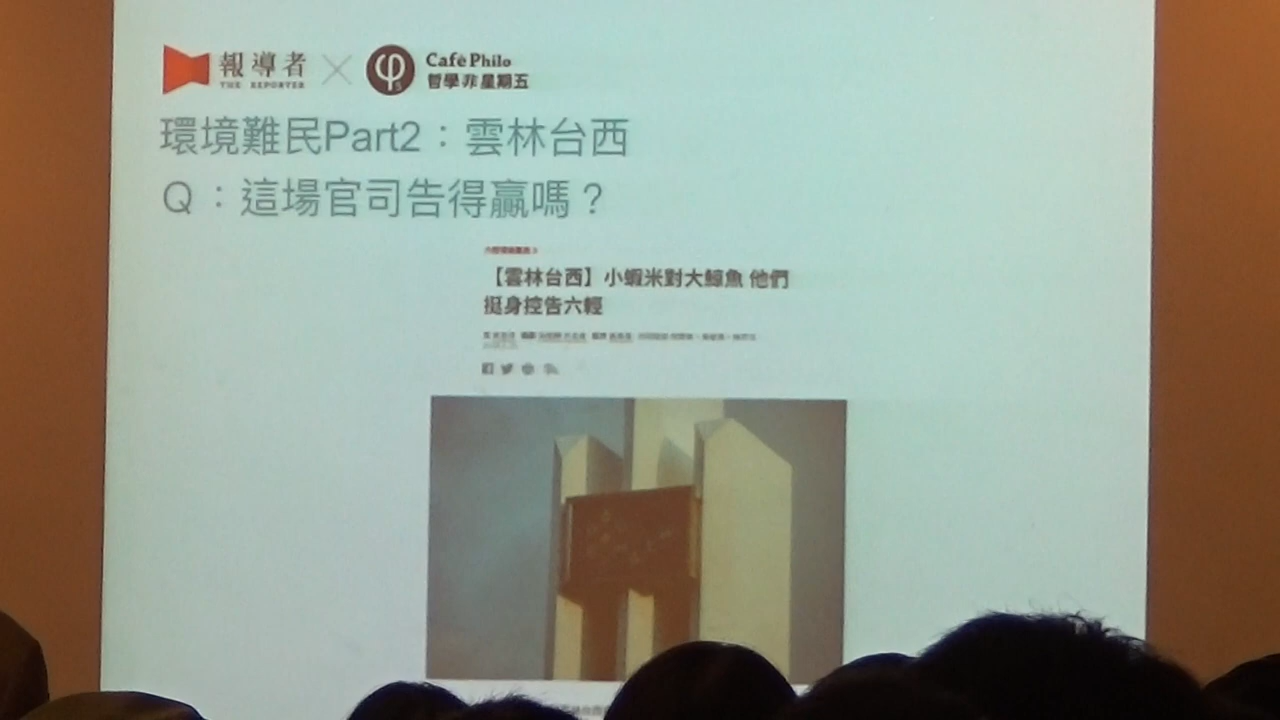 報導者
THE REPORTER
Café Philo
哲學非星期五
環境難民Part2：雲林台西
Q：這場官司告得贏嗎？
【雲林台西】小蝦米對大鯨魚 他們
挺身控告六輕